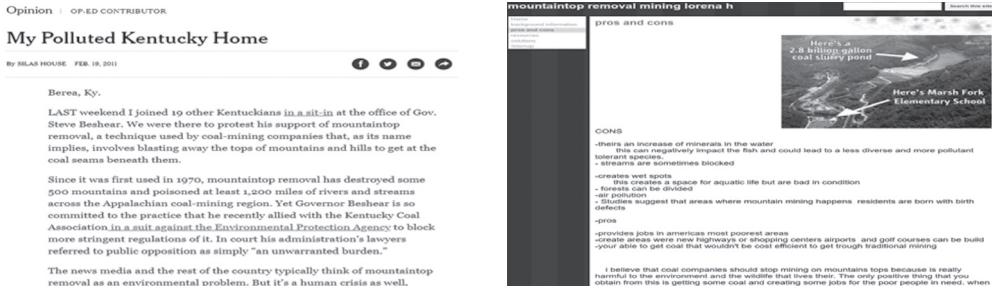 Opinion | OP-ED CONTRIBUTOR
My Polluted Kentucky Home
By SILAS HOUSE FEB. 19, 2011
Berea, Ky.
LAST weekend I joined 19 other Kentuckians in a sit-in at the office of Gov.
Steve Beshear. We were there to protest his support of mountaintop
removal, a technique used by coal-mining companies that, as its name
implies, involves blasting away the tops of mountains and hills to get at the
coal seams beneath them.
Since it was first used in 1970, mountaintop removal has destroyed some
500 mountains and poisoned at least 1,200 miles of rivers and streams
across the Appalachian coal-mining region. Yet Governor Beshear is so
committed to the practice that he recently allied with the Kentucky Coal
Association in a suit against the Environmental Protection Agency to block
more stringent regulations of it. In court his administration's lawyers
referred to public opposition as simply "an unwarranted burden."
The news media and the rest of the country typically think of mountaintop
removal as an environmental problem. But it's a human crisis as well,
mountaintop removal mining lorena h
Search this site
Home
background information
pros and cons
resources
solutions
Sitemap
pros and cons
Here's a
2.8 billion gallon
coal slurry pond
Here's Marsh Fork
Elementary School
CONS
-theirs an increase of minerals in the water
this can negatively impact the fish and could lead to a less diverse and more pollutant
tolerant species.
- streams are sometimes blocked
-creates wet spots
this creates a space for aquatic life but are bad in condition
- forests can be divided
-air pollution
- Studies suggest that areas where mountain mining happens residents are born with birth
defects
-pros
-provides jobs in americas most poorest areas
-create areas were new highways or shopping centers airports and golf courses can be build
-your able to get coal that wouldn't be cost efficient to get trough traditional mining
i believe that coal companies should stop mining on mountains tops because is really
harmful to the environment and the wildlife that lives their. The only positive thing that you
obtain from this is getting some coal and creating some jobs for the poor people in need. when